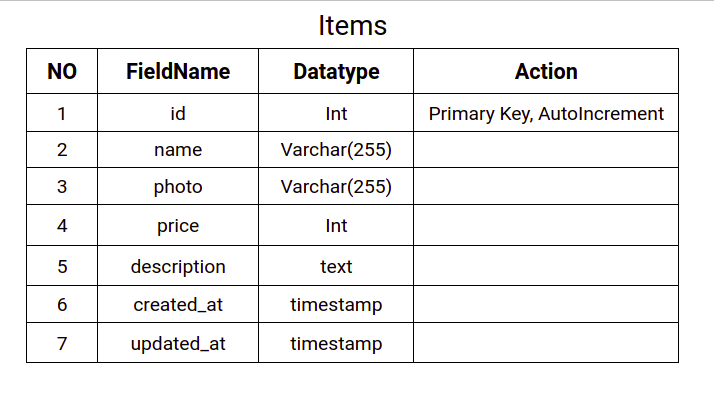 Items
NO FieldName Datatype Action
1 id Int Primary Key, AutoIncrement
2 name Varchar(255)
3 photo Varchar(255)
4 price Int
5 description text
6 created_at timestamp
7 updated_at timestamp